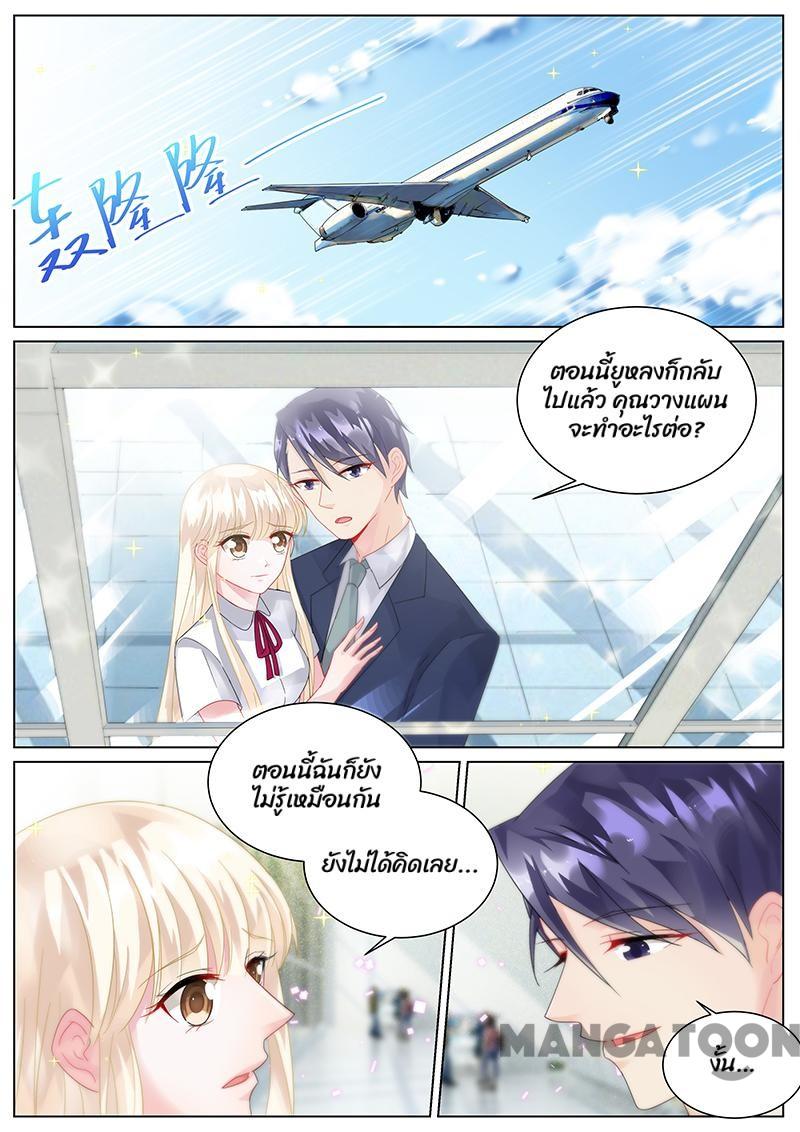 轰隆隆——
ตอนนี้ยูหลงก็กลับ
ไปแล้ว คุณวางแผน
จะทำอะไรต่อ?
ตอนนี้ฉันก็ยัง
ไม่รู้เหมือนกัน
ยังไม่ได้คิดเลย...
MANGATOON
งั้น...